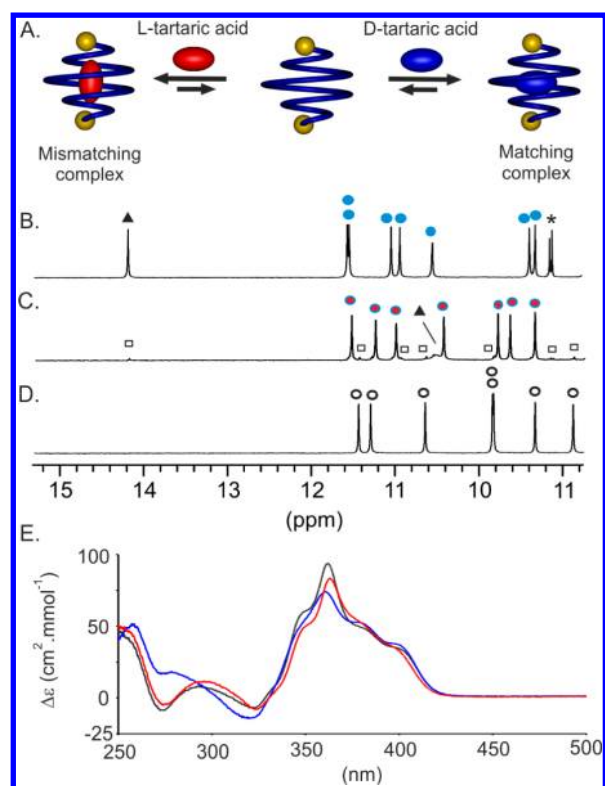 A.
L-tartaric acid
D-tartaric acid
Mismatching
complex
Matching
complex
B.
*
C.
D.
15 14 13 12 11 11 10 11
(ppm)
E.
Δε (cm².mmol⁻¹)
100
50
0
-25
250 300 350 400 450 500
(nm)